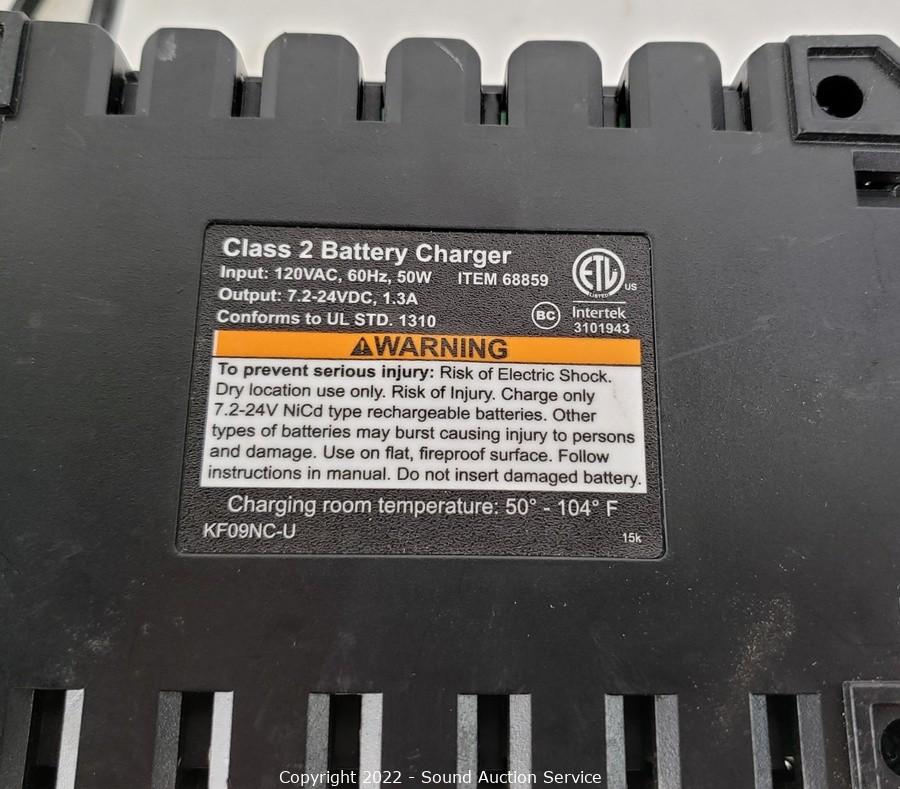 Class 2 Battery Charger
Input: 120VAC, 60Hz, 50W ITEM 68859
Output: 7.2-24VDC, 1.3A
Conforms to UL STD. 1310
ETL
LISTED
US
BC
Intertek
3101943
⚠WARNING
To prevent serious injury: Risk of Electric Shock.
Dry location use only. Risk of Injury. Charge only
7.2-24V NiCd type rechargeable batteries. Other
types of batteries may burst causing injury to persons
and damage. Use on flat, fireproof surface. Follow
instructions in manual. Do not insert damaged battery.
Charging room temperature: 50° - 104° F
KF09NC-U
15k
Copyright 2022 - Sound Auction Service